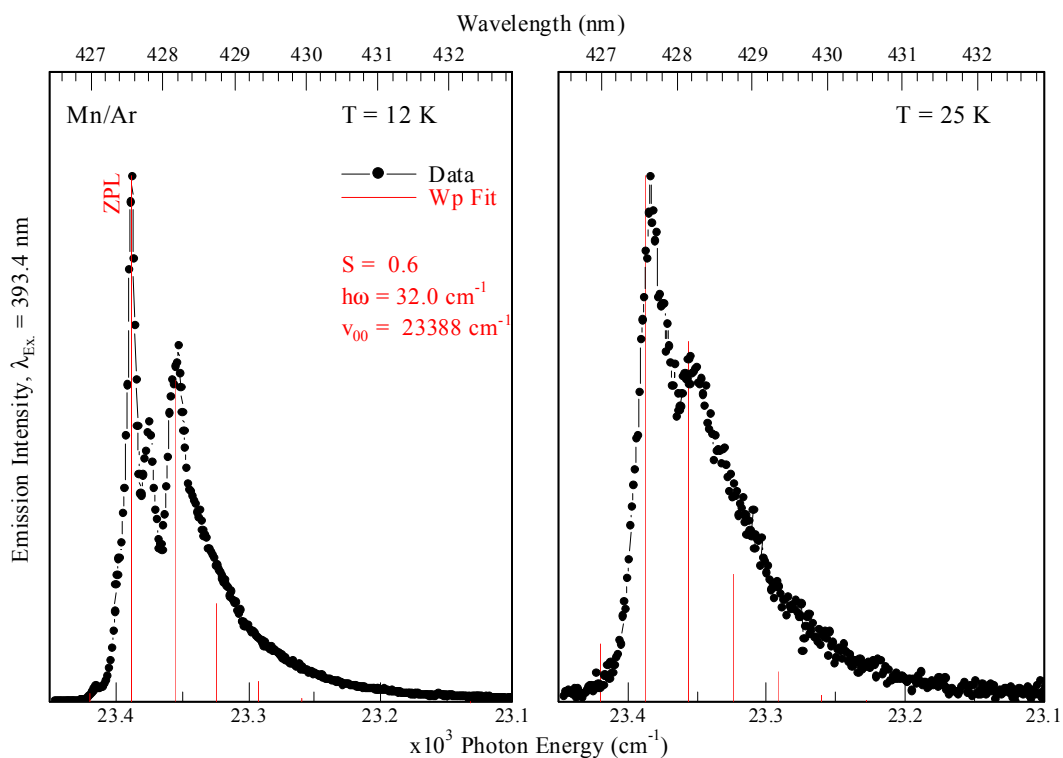 Wavelength (nm)
427 428 429 430 431 432
427 428 429 430 431 432
Mn/Ar
T = 12 K
T = 25 K
ZPL
Data
Wp Fit
S = 0.6
hω = 32.0 cm-1
v00 = 23388 cm-1
Emission Intensity, λEx. = 393.4 nm
23.4 23.3 23.2 23.1
23.4 23.3 23.2 23.1
x10³ Photon Energy (cm-1)